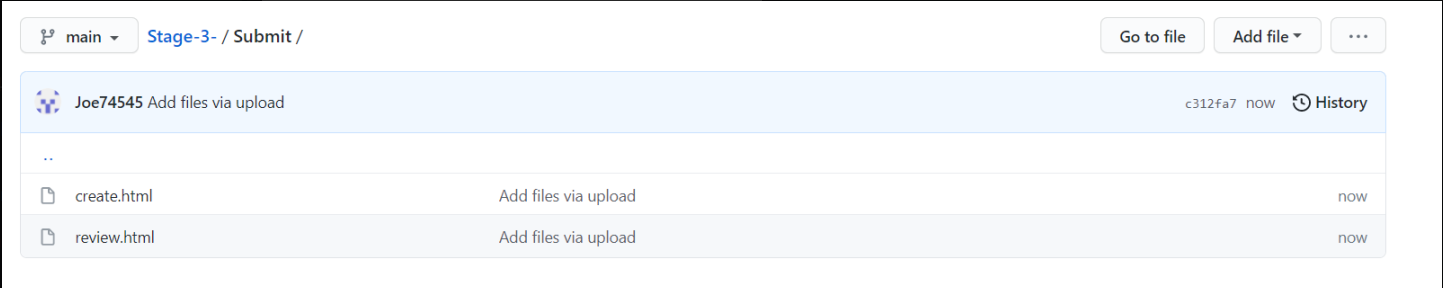 main Stage-3- / Submit / Go to file Add file ...
Joe74545 Add files via upload c312fa7 now History
..
create.html Add files via upload now
review.html Add files via upload now